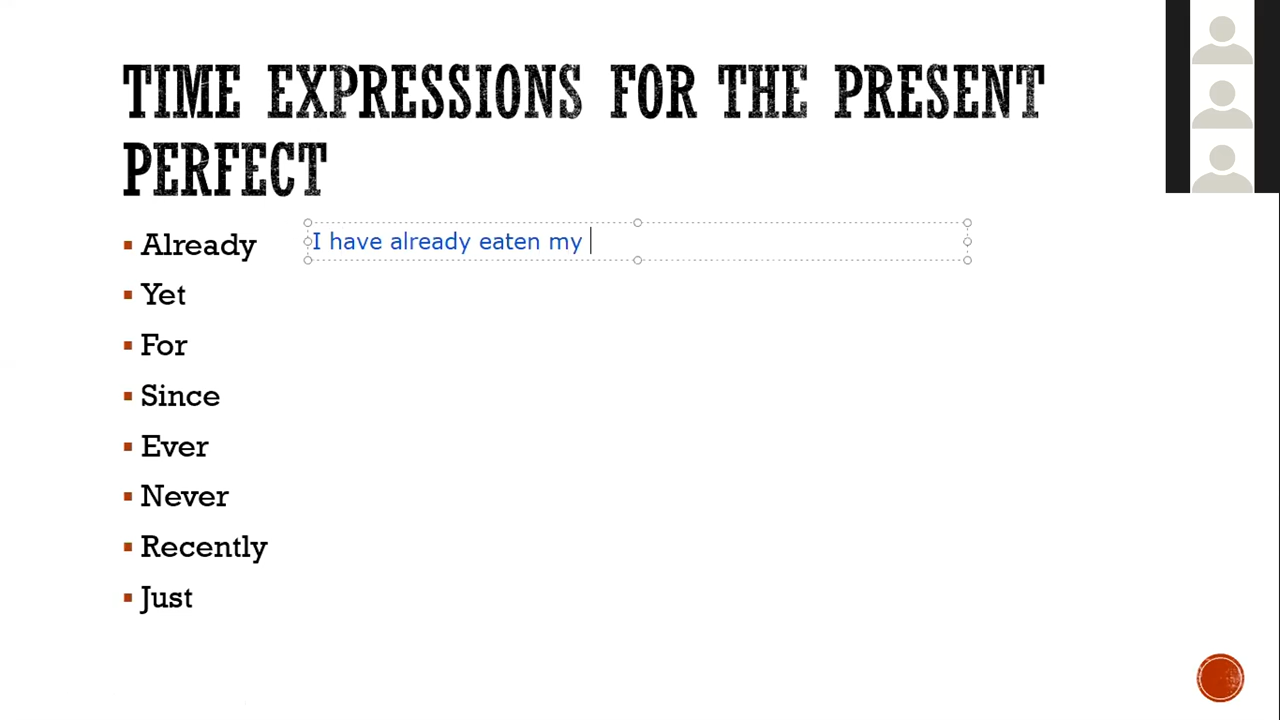 TIME EXPRESSIONS FOR THE PRESENT
PERFECT
Already
I have already eaten my
Yet
For
Since
Ever
Never
Recently
Just